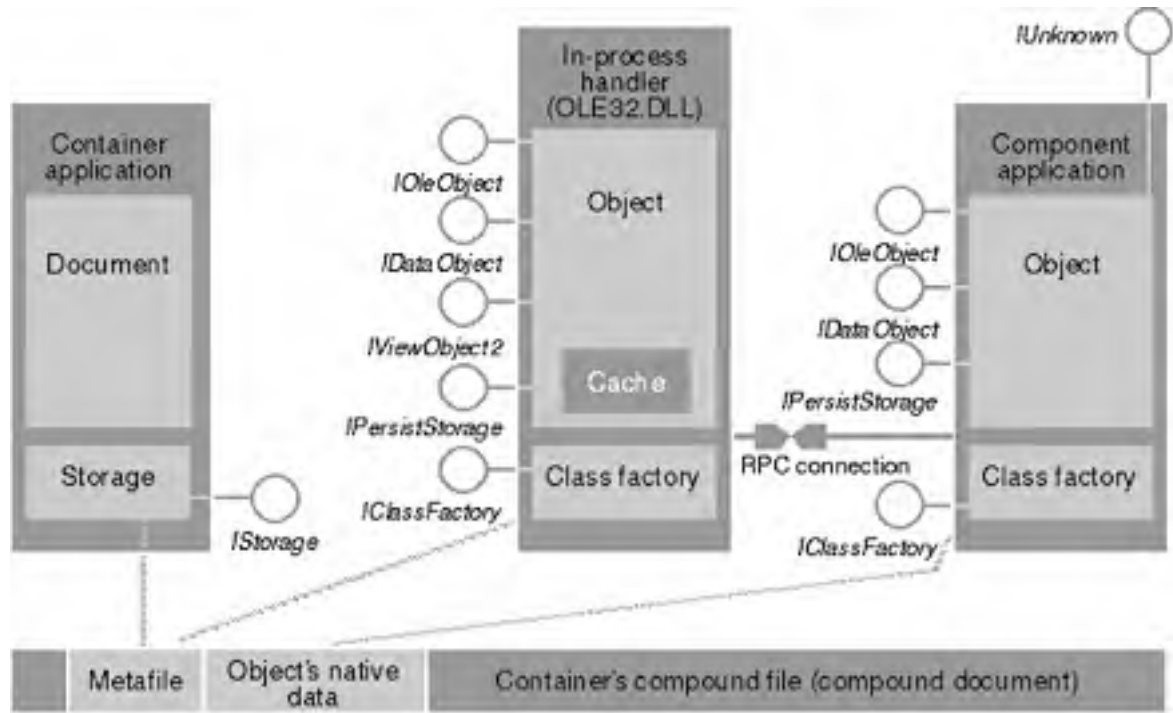 IUnknown
In-process
handler
(OLE32.DLL)
Container
application
Component
application
IOleObject
Object
Document
IDataObject
IOleObject
Object
IViewObject2
IDataObject
Cache
IPersistStorage
IPersistStorage
RPC connection
Storage
Class factory
Class factory
IClassFactory
IStorage
IClassFactory
Metafile
Object's native
data
Container's compound file (compound document)